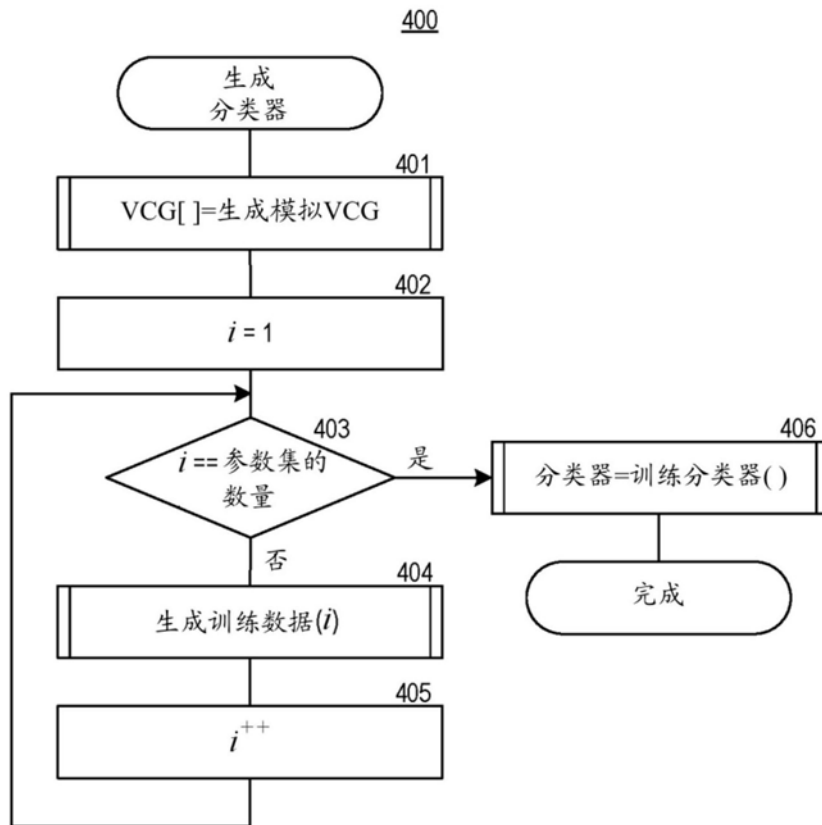 400
生成
分类器
401
VCG[ ]=生成模拟VCG
402
i = 1
403
i == 参数集的
数量
是
406
分类器=训练分类器( )
完成
否
404
生成训练数据(i)
405
i++